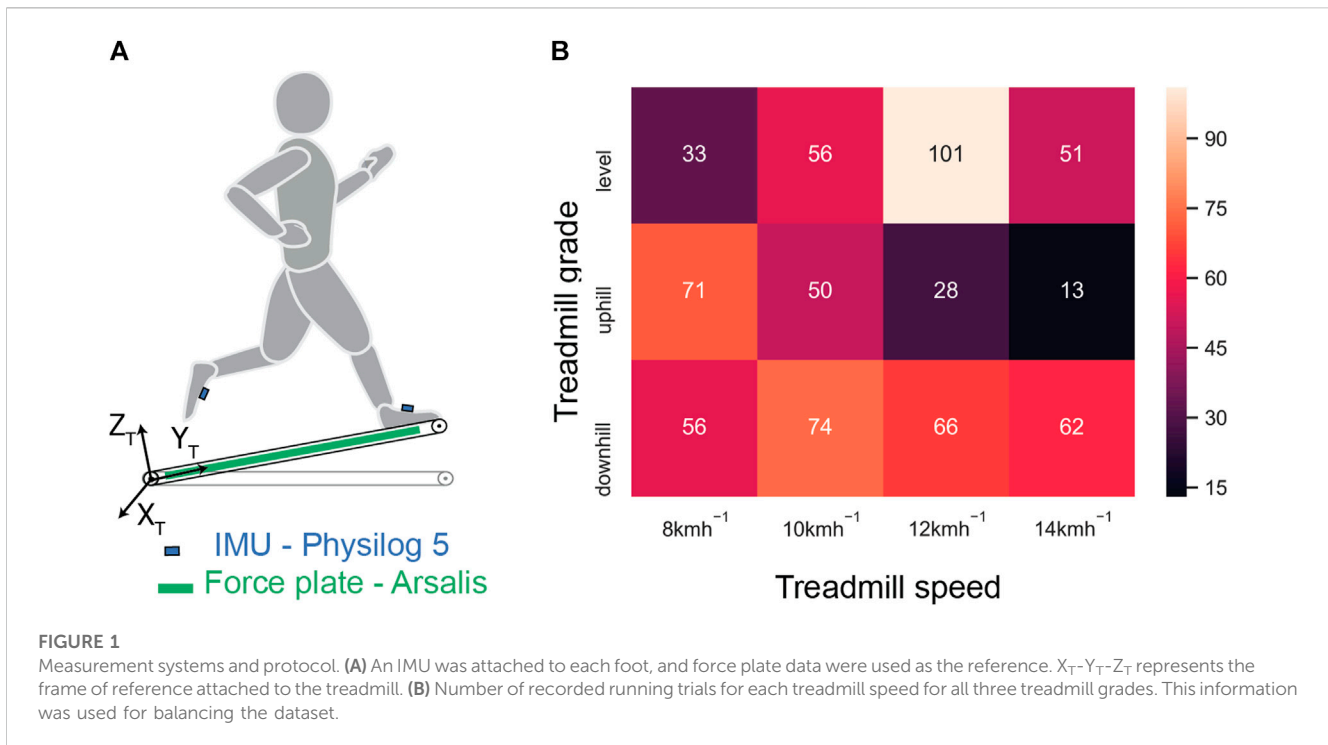 A
B
Z_T
Y_T
X_T
IMU - Physilog 5
Force plate - Arsalis
Treadmill grade
level
33 56 101 51
uphill
71 50 28 13
downhill
56 74 66 62
8kmh⁻¹ 10kmh⁻¹ 12kmh⁻¹ 14kmh⁻¹
Treadmill speed
90
75
60
45
30
15
FIGURE 1
Measurement systems and protocol. (A) An IMU was attached to each foot, and force plate data were used as the reference. X_T-Y_T-Z_T represents the
frame of reference attached to the treadmill. (B) Number of recorded running trials for each treadmill speed for all three treadmill grades. This information
was used for balancing the dataset.